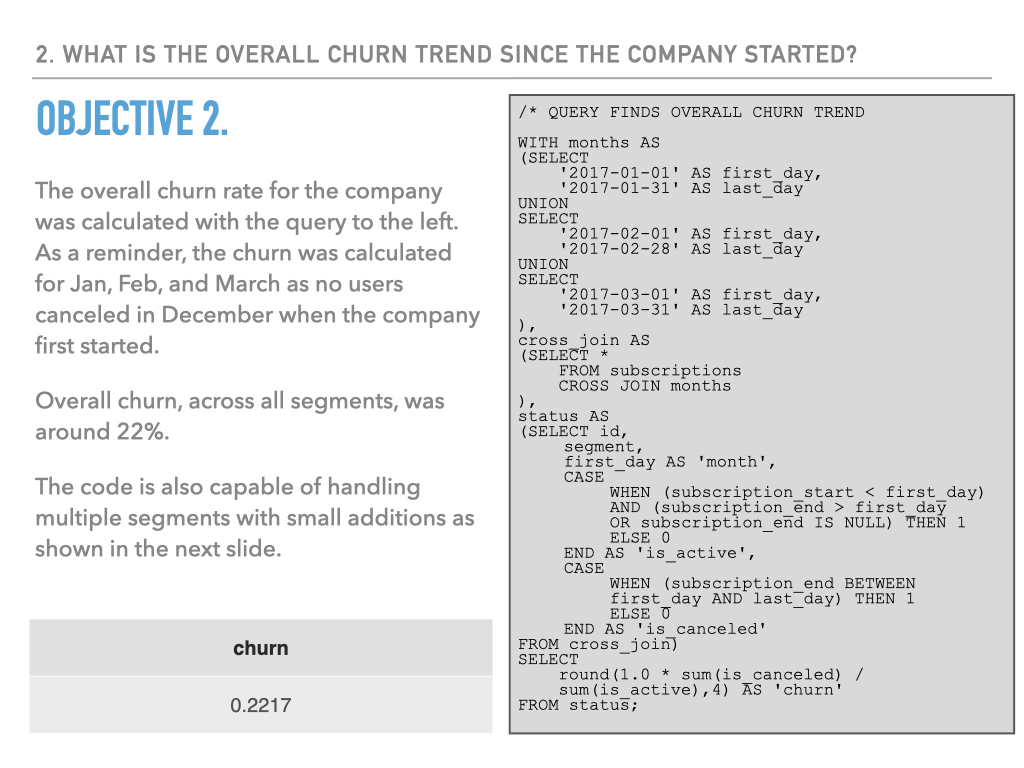 2. WHAT IS THE OVERALL CHURN TREND SINCE THE COMPANY STARTED?
OBJECTIVE 2.
The overall churn rate for the company
was calculated with the query to the left.
As a reminder, the churn was calculated
for Jan, Feb, and March as no users
canceled in December when the company
first started.
Overall churn, across all segments, was
around 22%.
The code is also capable of handling
multiple segments with small additions as
shown in the next slide.
churn
0.2217
/* QUERY FINDS OVERALL CHURN TREND
WITH months AS
(SELECT
'2017-01-01' AS first_day,
'2017-01-31' AS last_day
UNION
SELECT
'2017-02-01' AS first_day,
'2017-02-28' AS last_day
UNION
SELECT
'2017-03-01' AS first_day,
'2017-03-31' AS last_day
),
cross_join AS
(SELECT *
FROM subscriptions
CROSS JOIN months
),
status AS
(SELECT id,
segment,
first_day AS 'month',
CASE
WHEN (subscription_start < first_day)
AND (subscription_end > first_day
OR subscription_end IS NULL) THEN 1
ELSE 0
END AS 'is_active',
CASE
WHEN (subscription_end BETWEEN
first_day AND last_day) THEN 1
ELSE 0
END AS 'is_canceled'
FROM cross_join)
SELECT
round(1.0 * sum(is_canceled) /
sum(is_active),4) AS 'churn'
FROM status;